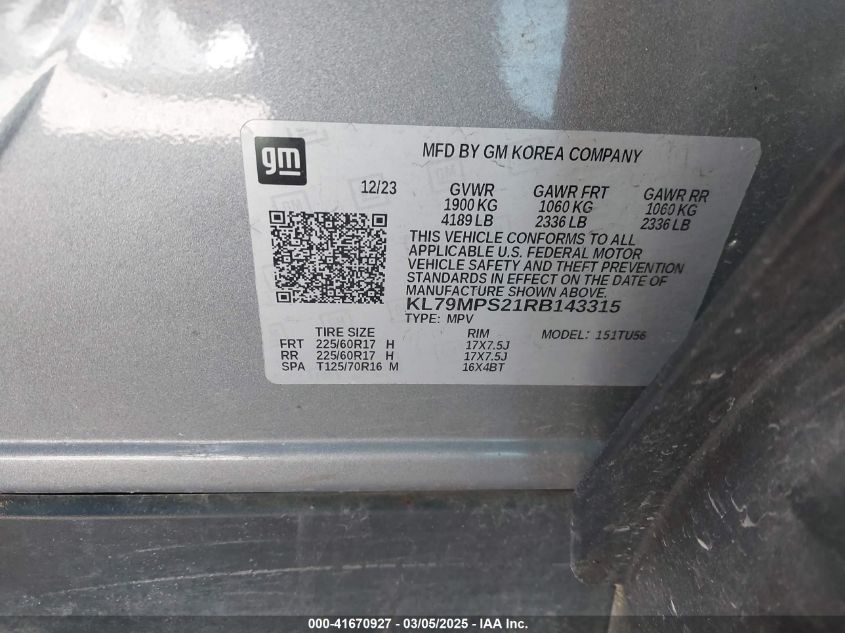 gm
MFD BY GM KOREA COMPANY
12/23 GVWR GAWR FRT GAWR RR
1900 KG 1060 KG 1060 KG
4189 LB 2336 LB 2336 LB
THIS VEHICLE CONFORMS TO ALL
APPLICABLE U.S. FEDERAL MOTOR
VEHICLE SAFETY AND THEFT PREVENTION
STANDARDS IN EFFECT ON THE DATE OF
MANUFACTURE SHOWN ABOVE.
KL79MPS21RB143315
TYPE: MPV
TIRE SIZE RIM MODEL: 151TU56
FRT 225/60R17 H 17X7.5J
RR 225/60R17 H 17X7.5J
SPA T125/70R16 M 16X4BT
000-41670927 - 03/05/2025 - IAA Inc.